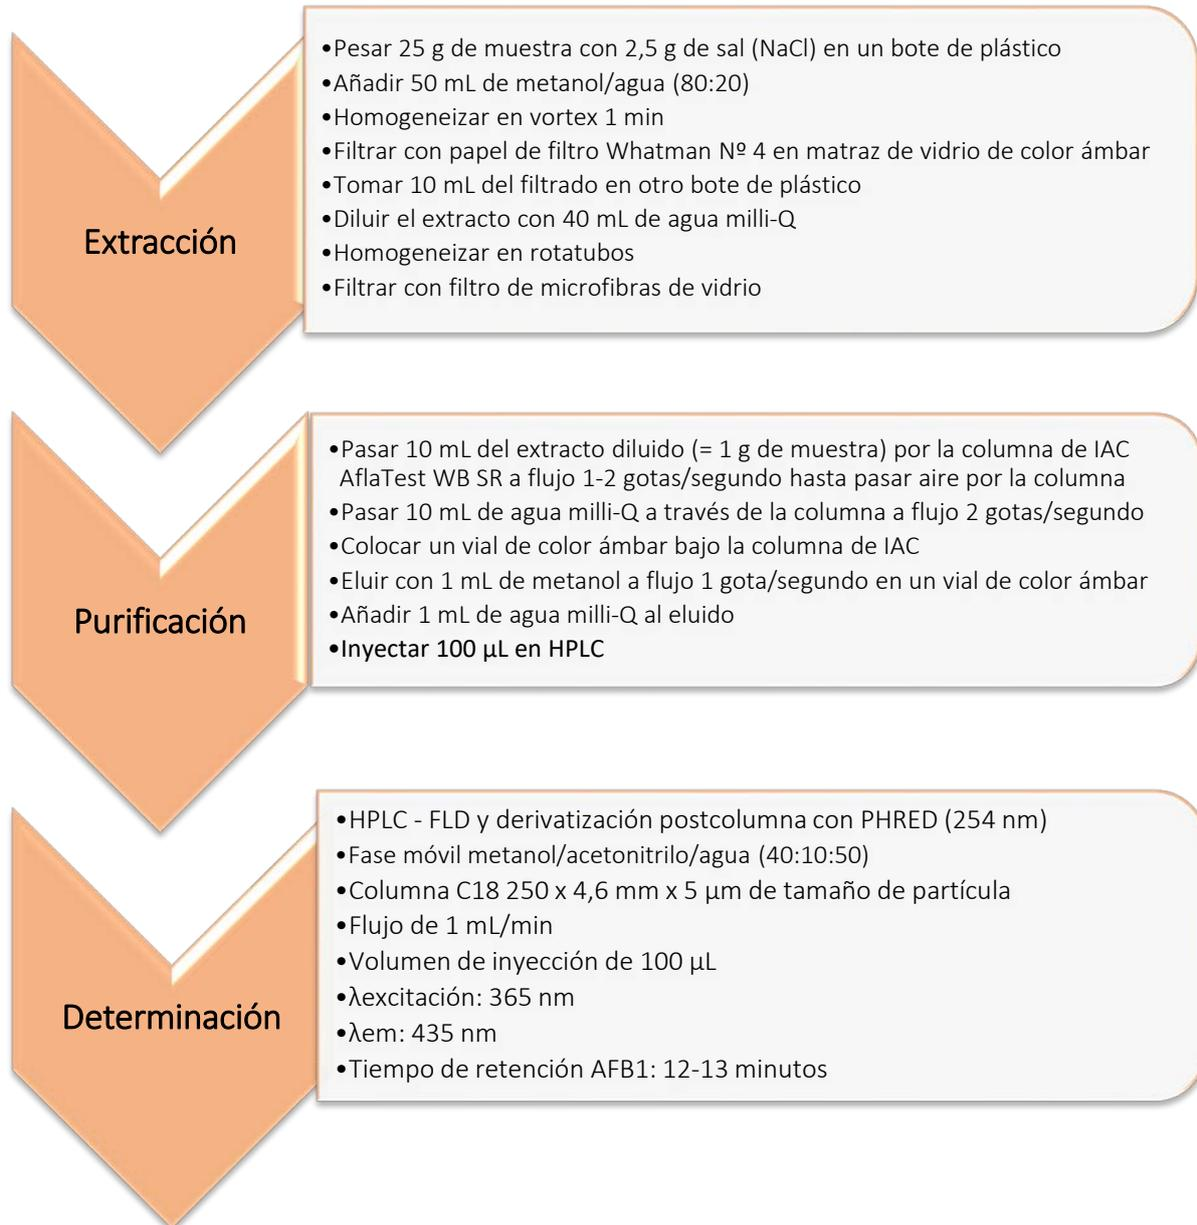 Extracción
•Pesar 25 g de muestra con 2,5 g de sal (NaCl) en un bote de plástico
•Añadir 50 mL de metanol/agua (80:20)
•Homogeneizar en vortex 1 min
•Filtrar con papel de filtro Whatman Nº 4 en matraz de vidrio de color ámbar
•Tomar 10 mL del filtrado en otro bote de plástico
•Diluir el extracto con 40 mL de agua milli-Q
•Homogeneizar en rotatubos
•Filtrar con filtro de microfibras de vidrio
Purificación
•Pasar 10 mL del extracto diluido (= 1 g de muestra) por la columna de IAC
AflaTest WB SR a flujo 1-2 gotas/segundo hasta pasar aire por la columna
•Pasar 10 mL de agua milli-Q a través de la columna a flujo 2 gotas/segundo
•Colocar un vial de color ámbar bajo la columna de IAC
•Eluir con 1 mL de metanol a flujo 1 gota/segundo en un vial de color ámbar
•Añadir 1 mL de agua milli-Q al eluido
•Inyectar 100 µL en HPLC
Determinación
•HPLC - FLD y derivatización postcolumna con PHRED (254 nm)
•Fase móvil metanol/acetonitrilo/agua (40:10:50)
•Columna C18 250 x 4,6 mm x 5 µm de tamaño de partícula
•Flujo de 1 mL/min
•Volumen de inyección de 100 µL
•λexcitación: 365 nm
•λem: 435 nm
•Tiempo de retención AFB1: 12-13 minutos